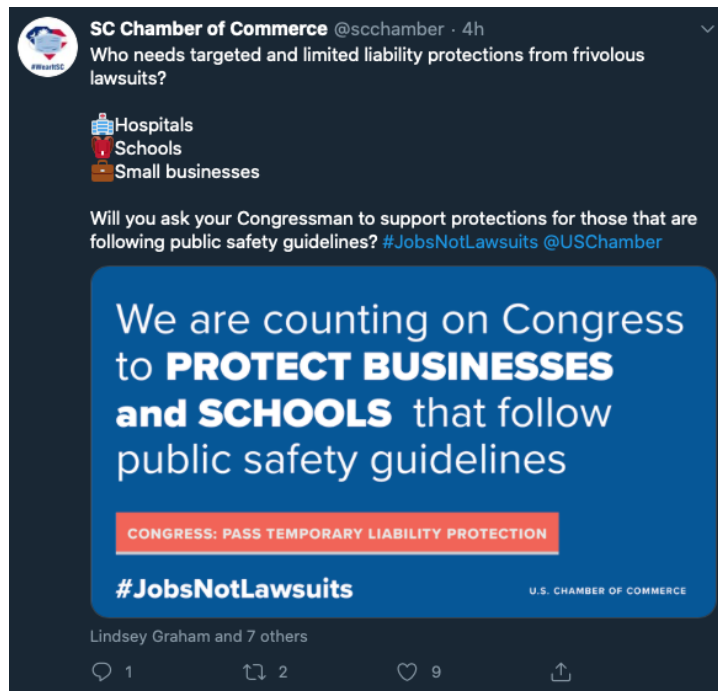 SC Chamber of Commerce @scchamber · 4h
Who needs targeted and limited liability protections from frivolous
lawsuits?
🏥Hospitals
🎒Schools
💼Small businesses
Will you ask your Congressman to support protections for those that are
following public safety guidelines? #JobsNotLawsuits @USChamber
We are counting on Congress
to PROTECT BUSINESSES
and SCHOOLS that follow
public safety guidelines
CONGRESS: PASS TEMPORARY LIABILITY PROTECTION
#JobsNotLawsuits
U.S. CHAMBER OF COMMERCE
Lindsey Graham and 7 others
1
2
9
#WearItSC